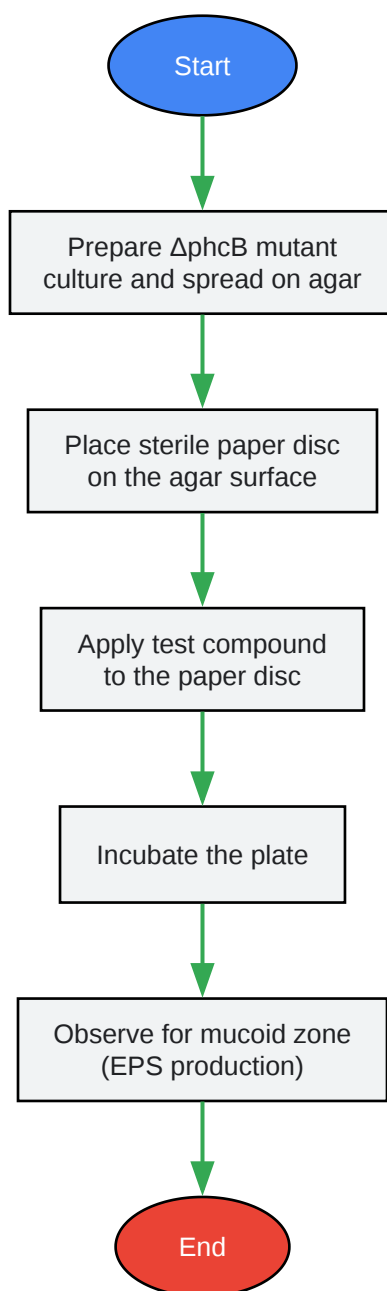 Start
Prepare ΔphcB mutant
culture and spread on agar
Place sterile paper disc
on the agar surface
Apply test compound
to the paper disc
Incubate the plate
Observe for mucoid zone
(EPS production)
End